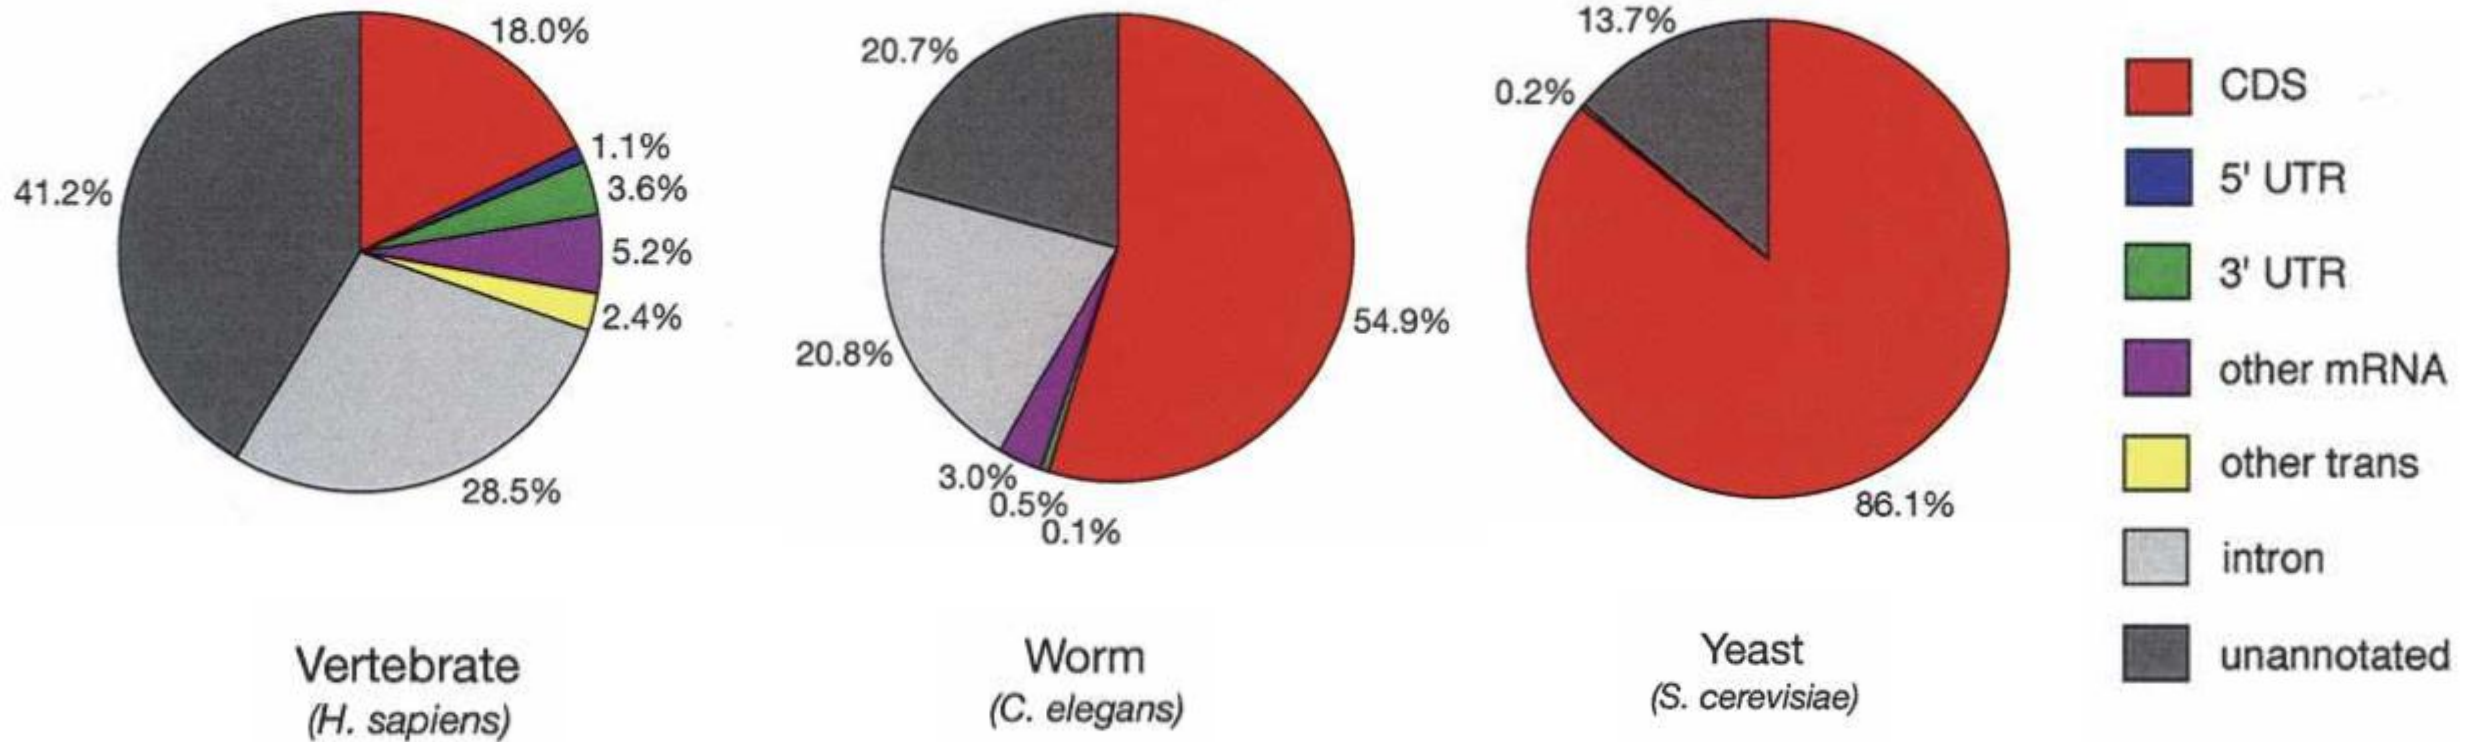 18.0%
1.1%
3.6%
5.2%
2.4%
28.5%
41.2%
Vertebrate
(H. sapiens)
20.7%
54.9%
20.8%
3.0%
0.5%
0.1%
Worm
(C. elegans)
13.7%
0.2%
86.1%
Yeast
(S. cerevisiae)
CDS
5' UTR
3' UTR
other mRNA
other trans
intron
unannotated